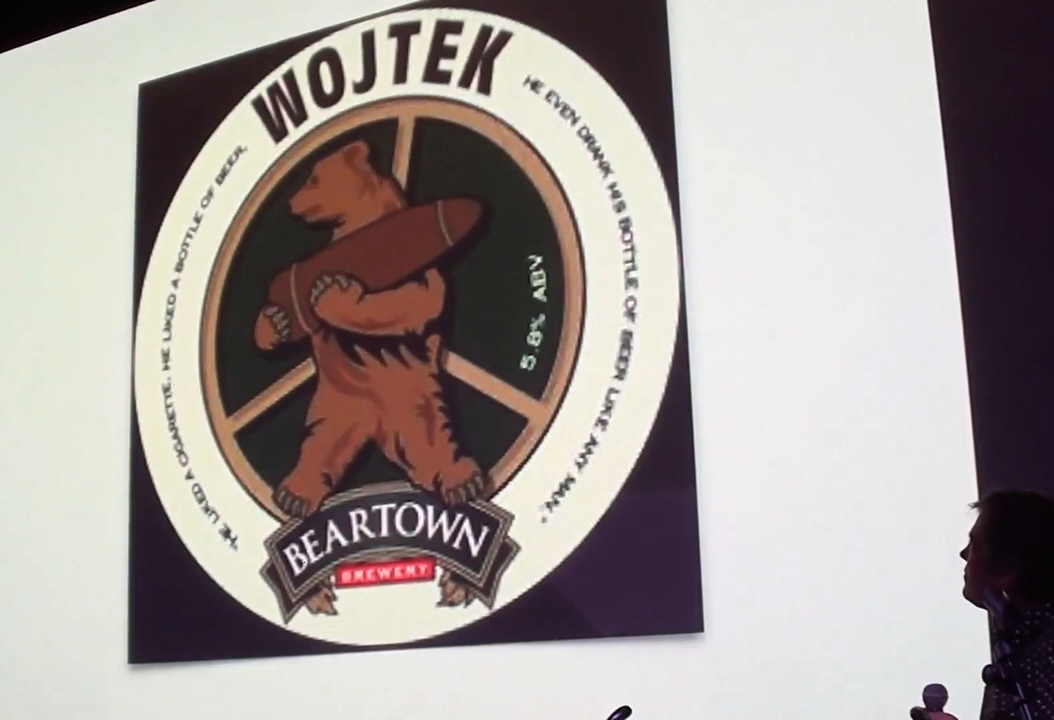 WOJTEK
"HE LIKED A CIGARETTE, HE LIKED A BOTTLE OF BEER,
HE EVEN DRANK HIS BOTTLE OF BEER LIKE ANY MAN."
5.8% ABV
BEARTOWN
BREWERY